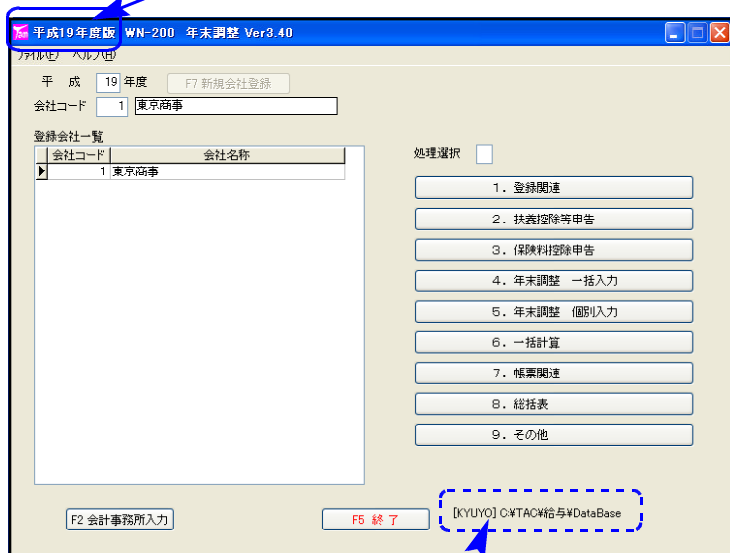 平成19年度版 WN-200 年末調整 Ver3.40
ファイル(F) ヘルプ(H)
平 成 19 年度 F7 新規会社登録
会社コード 1 東京商事
登録会社一覧
会社コード 会社名称
1 東京商事
処理選択
1. 登録関連
2. 扶養控除等申告
3. 保険料控除申告
4. 年末調整 一括入力
5. 年末調整 個別入力
6. 一括計算
7. 帳票関連
8. 総括表
9. その他
F2 会計事務所入力
F5 終 了
[KYUYO] C:¥TAC¥給与¥DataBase